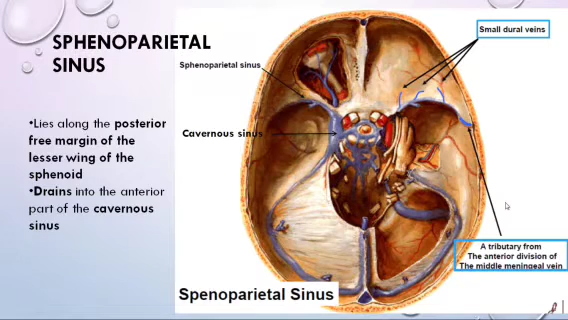 SPHENOPARIETAL
SINUS
•Lies along the posterior
free margin of the
lesser wing of the
sphenoid
•Drains into the anterior
part of the cavernous
sinus
Small dural veins
Sphenoparietal sinus
Cavernous sinus
A tributary from
The anterior division of
The middle meningeal vein
Spenoparietal Sinus